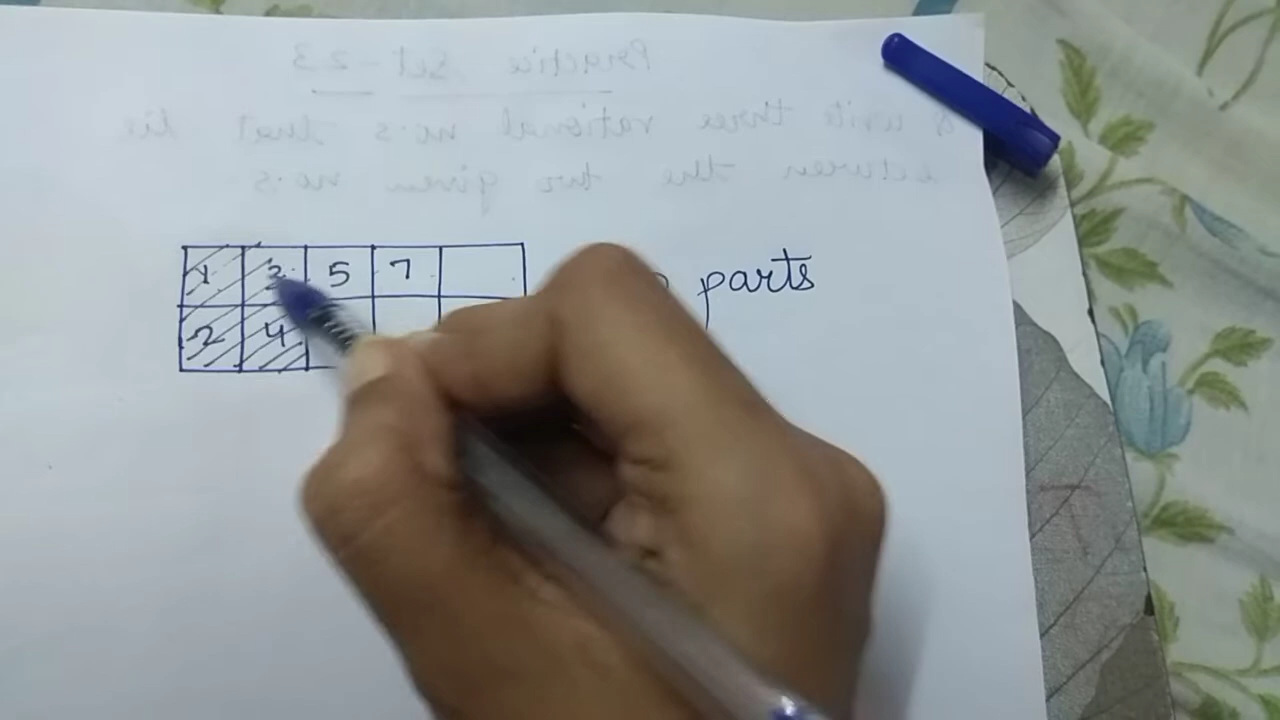 Practice Set - 2.3
write three rational no.s that lie
between the two given no.s
1 3 5 7
parts
2 4